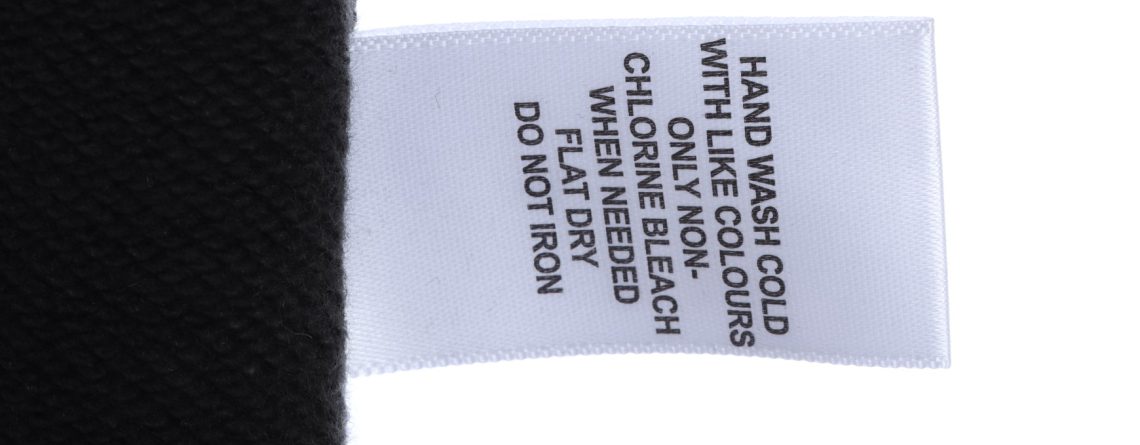 HAND WASH COLD
WITH LIKE COLOURS
ONLY NON-
CHLORINE BLEACH
WHEN NEEDED
FLAT DRY
DO NOT IRON